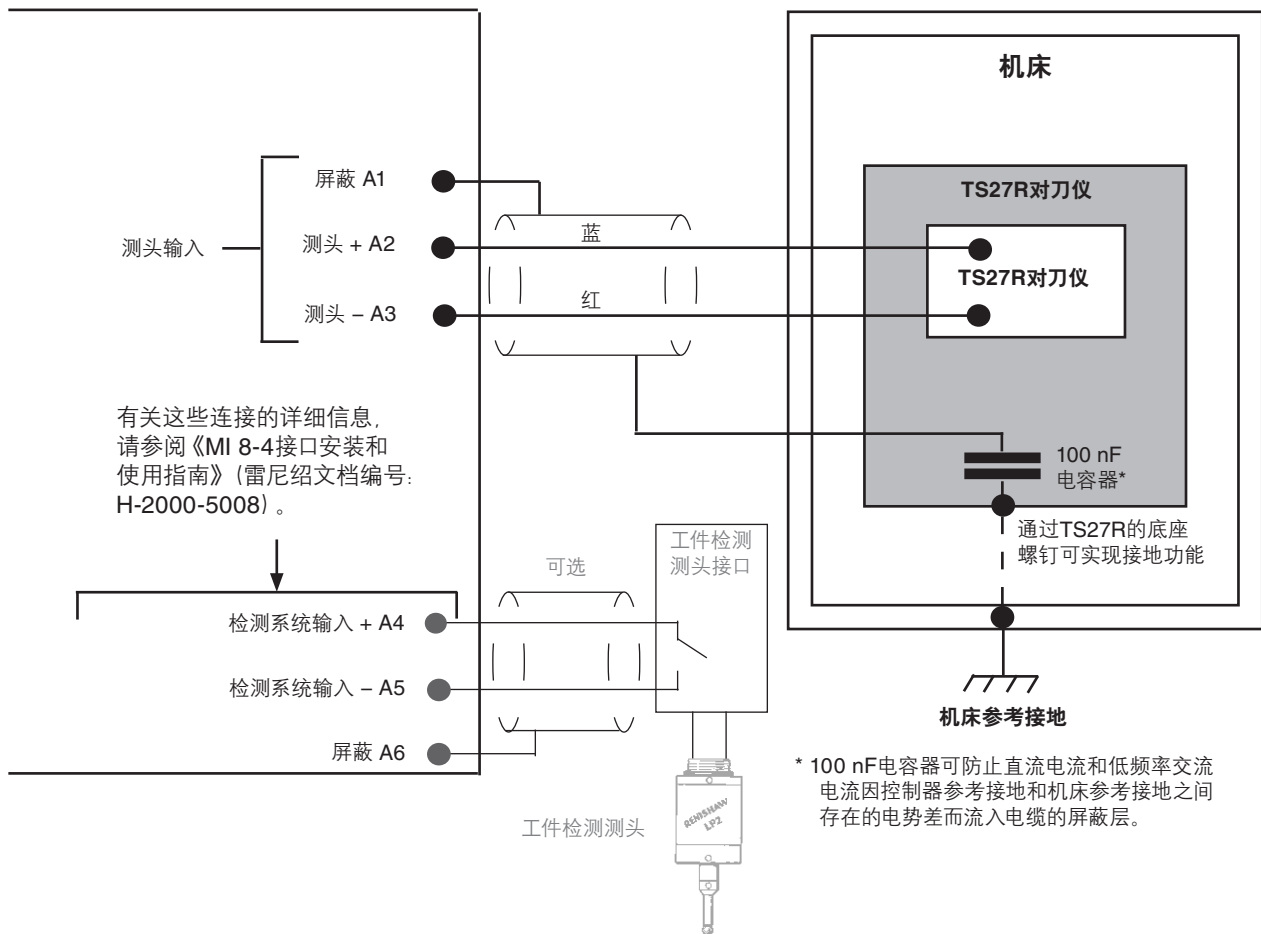 机床
TS27R对刀仪
TS27R对刀仪
屏蔽 A1
测头输入
测头 + A2
测头 – A3
蓝
红
100 nF
电容器*
通过TS27R的底座
螺钉可实现接地功能
机床参考接地
有关这些连接的详细信息,
请参阅《MI 8-4接口安装和
使用指南》(雷尼绍文档编号:
H-2000-5008) 。
可选
工件检测
测头接口
检测系统输入 + A4
检测系统输入 – A5
屏蔽 A6
工件检测测头
RENISHAW
LP2
* 100 nF电容器可防止直流电流和低频率交流
电流因控制器参考接地和机床参考接地之间
存在的电势差而流入电缆的屏蔽层。